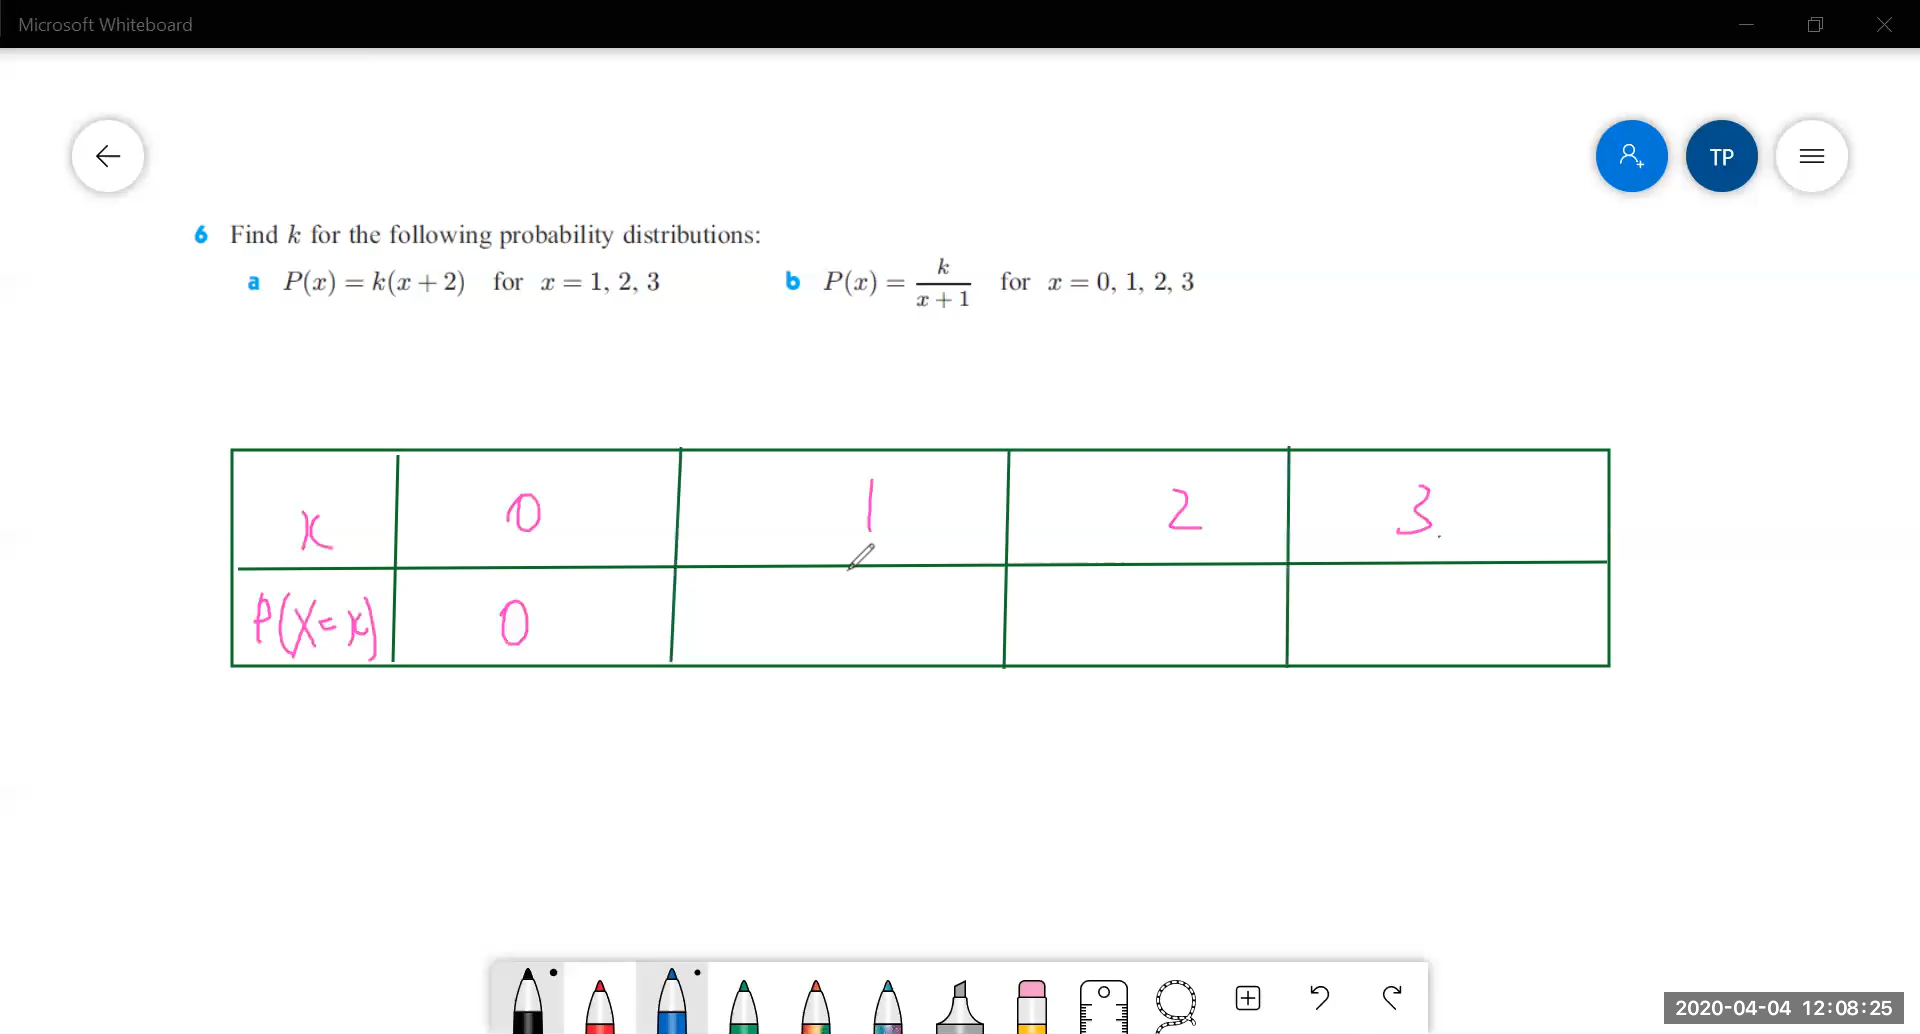 Microsoft Whiteboard
TP
6 Find k for the following probability distributions:
a P(x) = k(x + 2) for x = 1, 2, 3 b P(x) = k/(x + 1) for x = 0, 1, 2, 3
x 0 1 2 3.
P(X=x) 0
2020-04-04 12:08:25